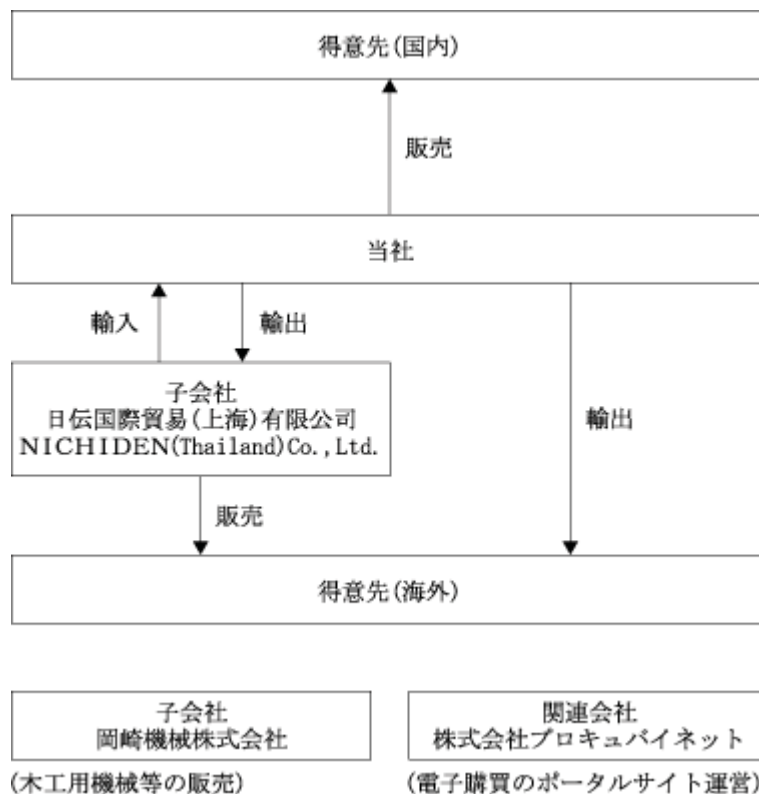 得意先(国内)
販売
当社
輸入
輸出
子会社
日伝国際貿易(上海)有限公司
NICHIDEN(Thailand)Co.,Ltd.
輸出
販売
得意先(海外)
子会社
岡崎機械株式会社
(木工用機械等の販売)
関連会社
株式会社プロキュバイネット
(電子購買のポータルサイト運営)